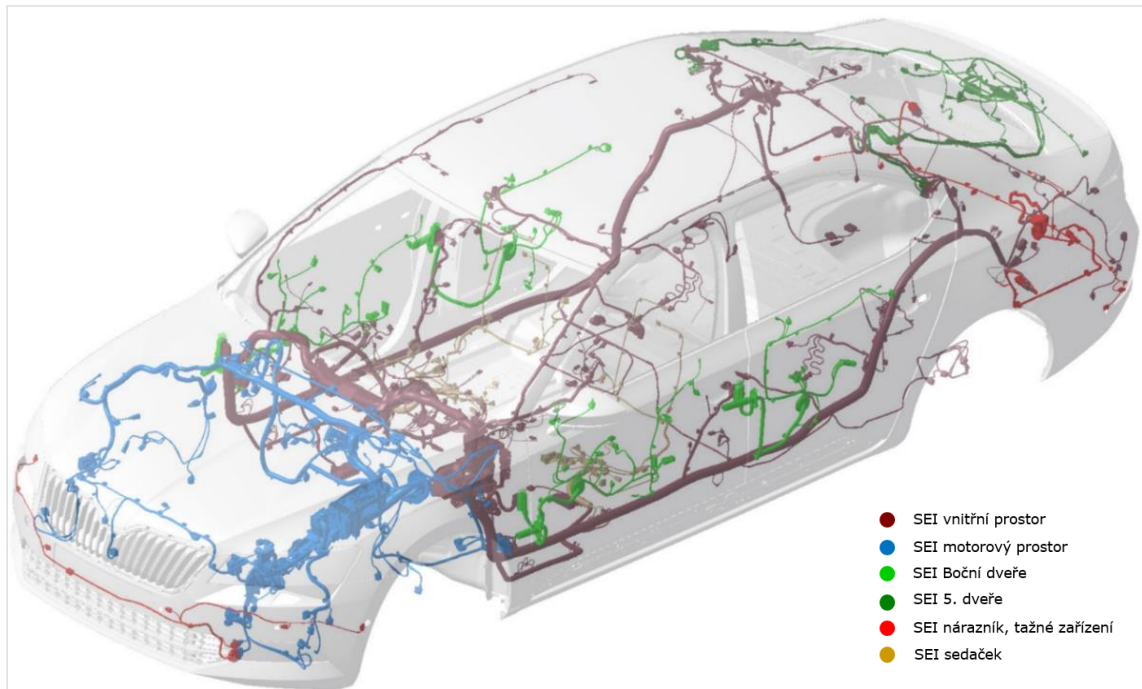 SEI vnitřní prostor
SEI motorový prostor
SEI Boční dveře
SEI 5. dveře
SEI nárazník, tažné zařízení
SEI sedaček